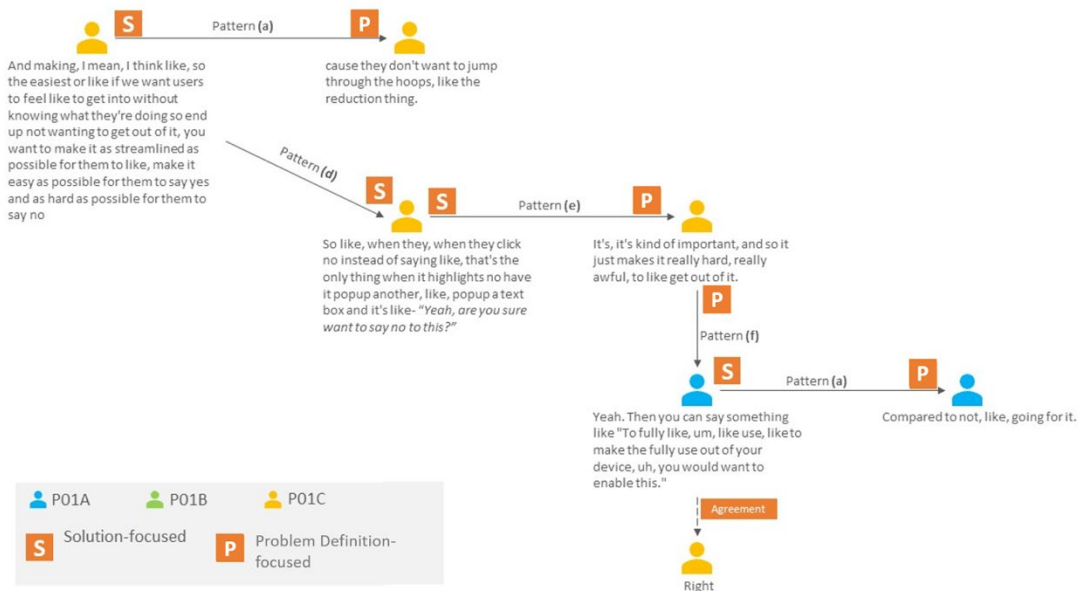 S
Pattern (a)
P
And making, I mean, I think like, so
the easiest or like if we want users
to feel like to get into without
knowing what they're doing so end
up not wanting to get out of it, you
want to make it as streamlined as
possible for them to like, make it
easy as possible for them to say yes
and as hard as possible for them to
say no
cause they don't want to jump
through the hoops, like the
reduction thing.
Pattern (d)
S
S
Pattern (e)
P
So like, when they, when they click
no instead of saying like, that's the
only thing when it highlights no have
it popup another, like, popup a text
box and it's like- "Yeah, are you sure
want to say no to this?"
It's, it's kind of important, and so it
just makes it really hard, really
awful, to like get out of it.
P
Pattern (f)
S
Pattern (a)
P
Yeah. Then you can say something
like "To fully like, um, like use, like to
make the fully use out of your
device, uh, you would want to
enable this."
Compared to not, like, going for it.
Agreement
Right
P01A
P01B
P01C
S
Solution-focused
P
Problem Definition-
focused